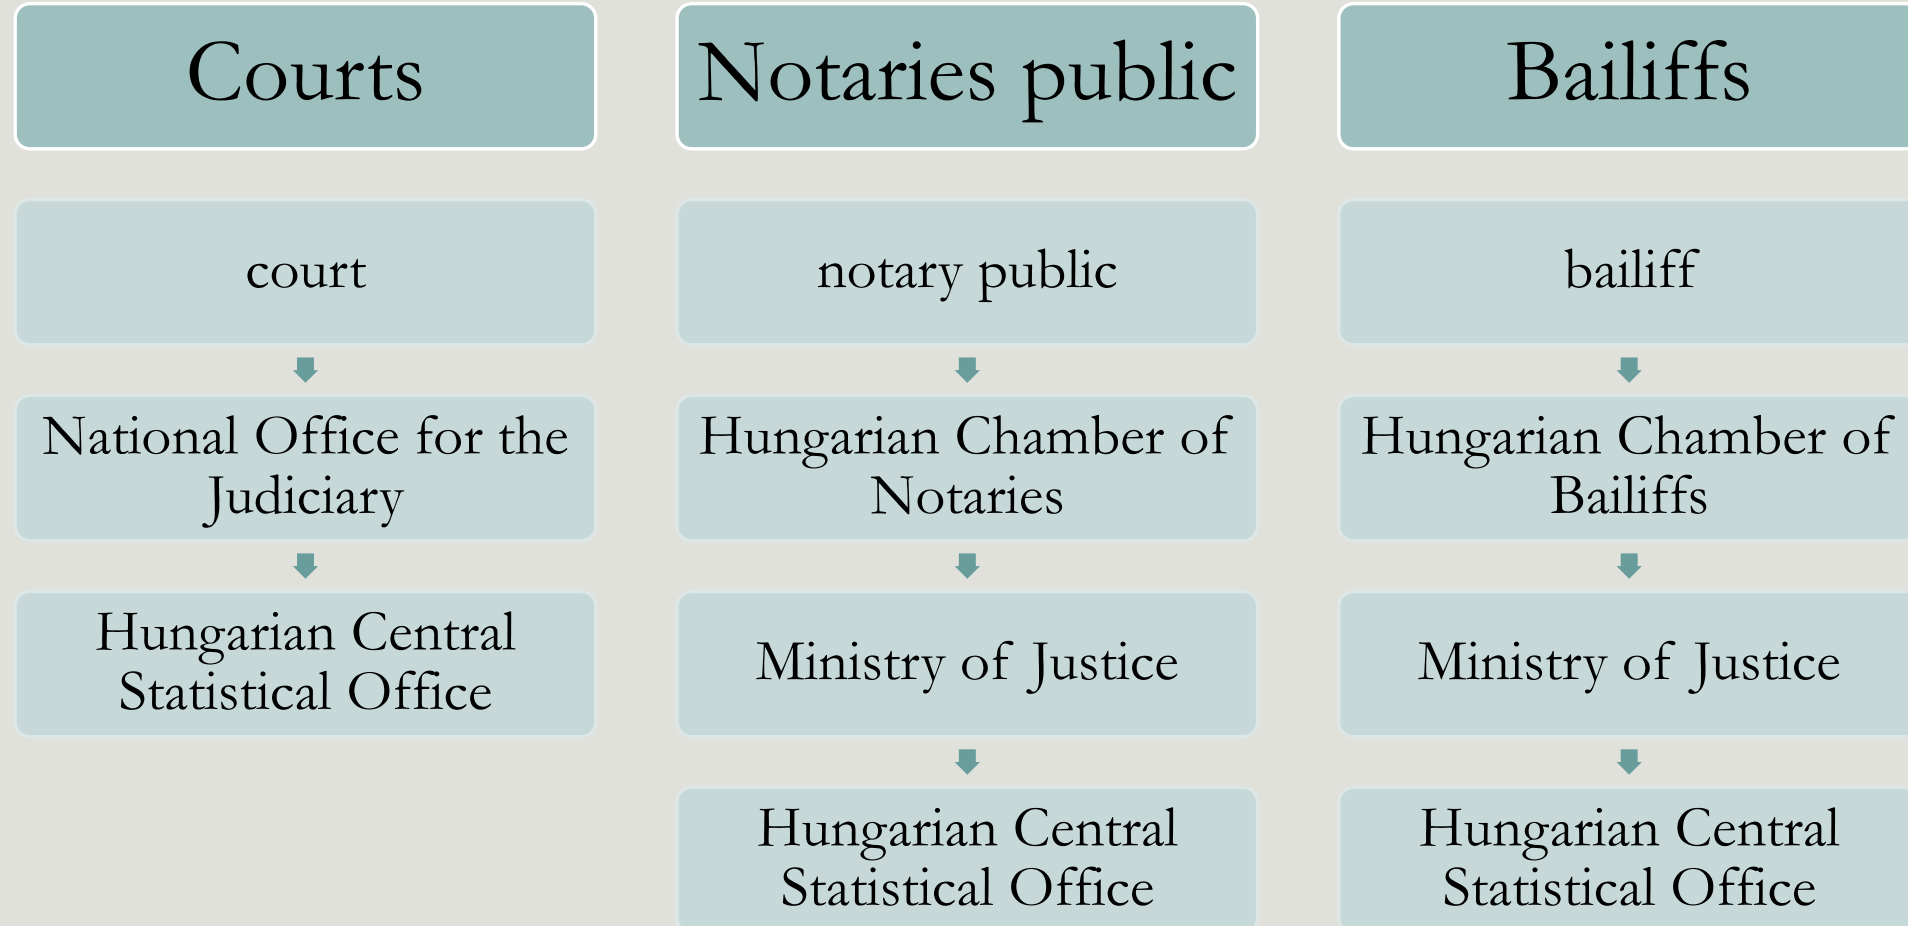 Courts
court
National Office for the
Judiciary
Hungarian Central
Statistical Office
Notaries public
notary public
Hungarian Chamber of
Notaries
Ministry of Justice
Hungarian Central
Statistical Office
Bailiffs
bailiff
Hungarian Chamber of
Bailiffs
Ministry of Justice
Hungarian Central
Statistical Office